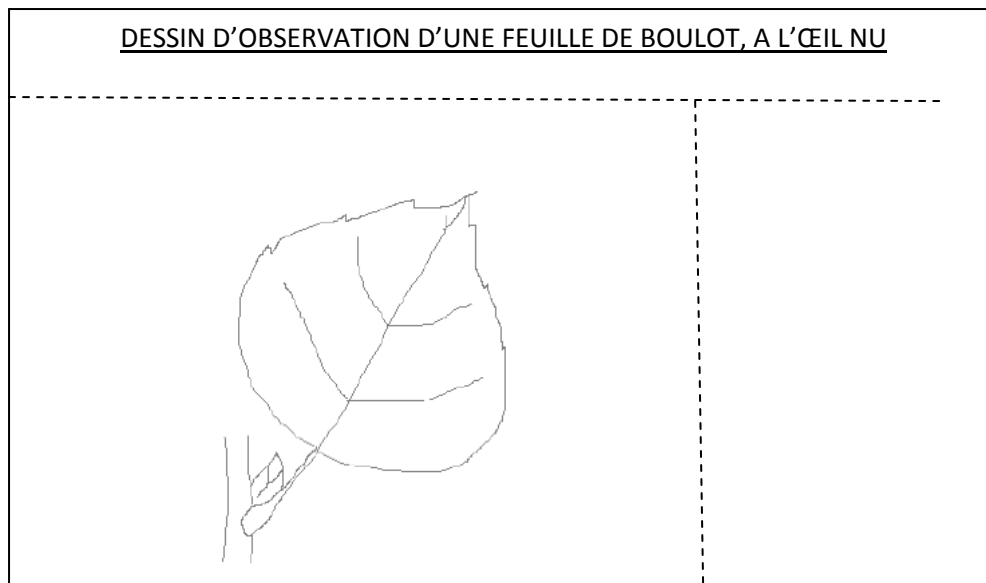 DESSIN D’OBSERVATION D’UNE FEUILLE DE BOULOT, A L’ŒIL NU